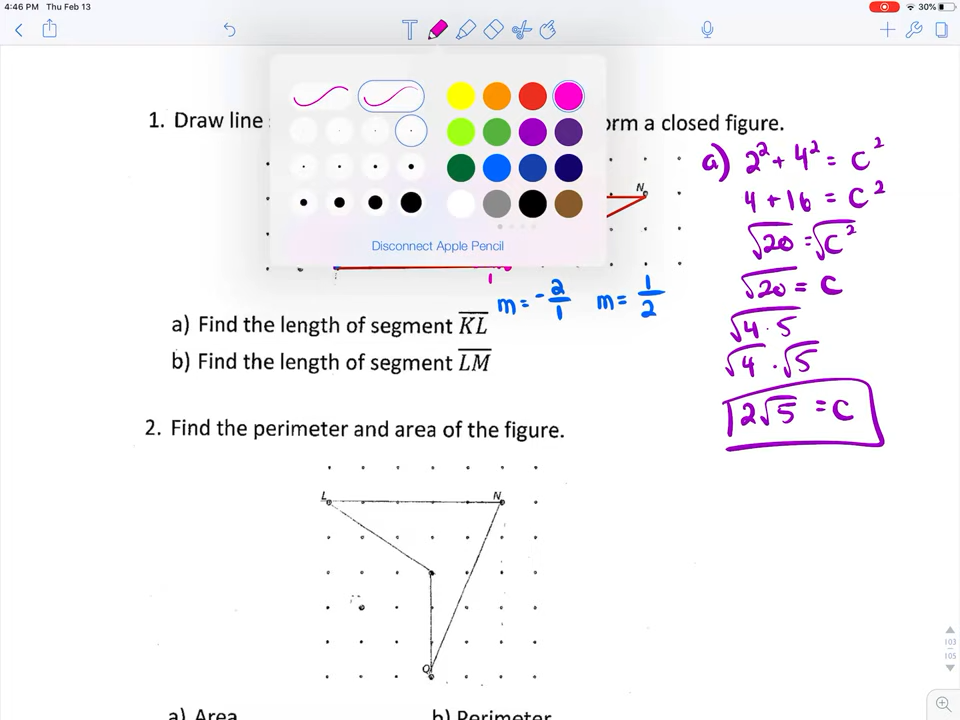 4:46 PM Thu Feb 13
30%
T
1. Draw line
orm a closed figure.
N
Disconnect Apple Pencil
a) 2² + 4² = c²
4 + 16 = c²
√20 = √c²
√20 = c
√4 · 5
√4 · √5
2√5 = c
m = -2/1 m = 1/2
a) Find the length of segment KL
b) Find the length of segment LM
2. Find the perimeter and area of the figure.
L N
O
a) Area b) Perimeter
103
105